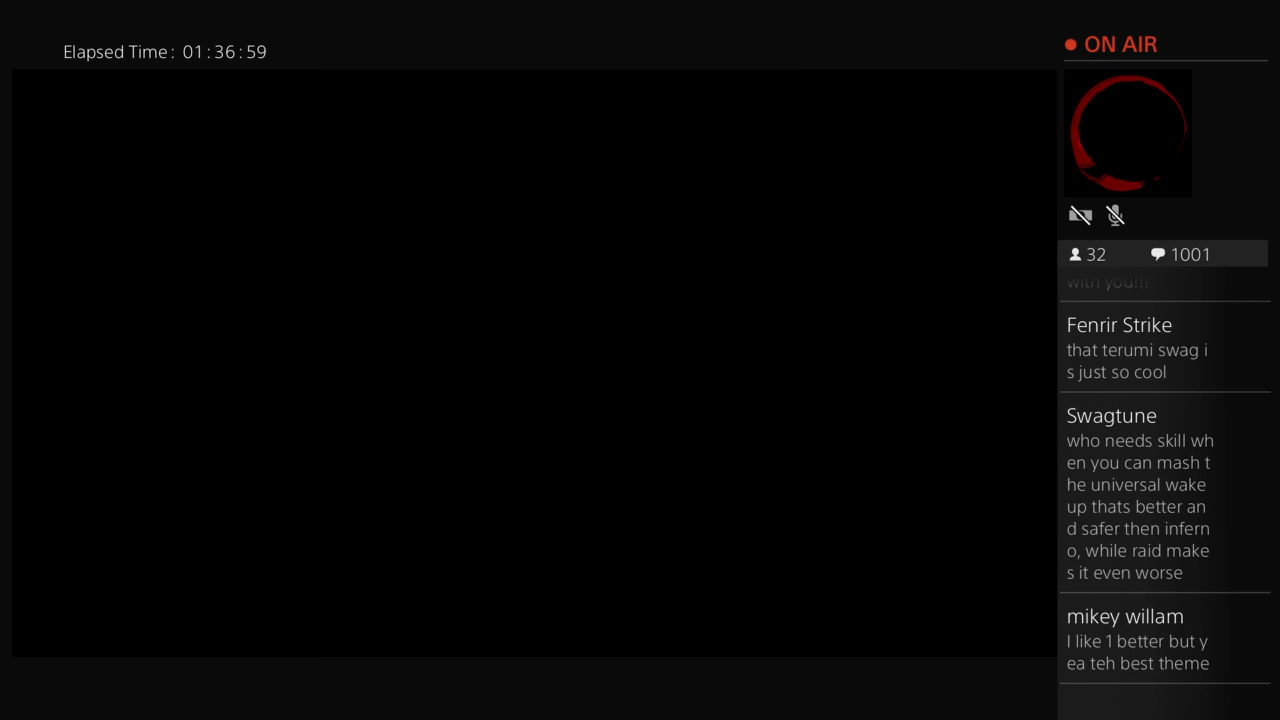 Elapsed Time: 01:36:59
ON AIR
32 1001
with you!!!
Fenrir Strike
that terumi swag i
s just so cool
Swagtune
who needs skill wh
en you can mash t
he universal wake
up thats better an
d safer then infern
o, while raid make
s it even worse
mikey willam
I like 1 better but y
ea teh best theme